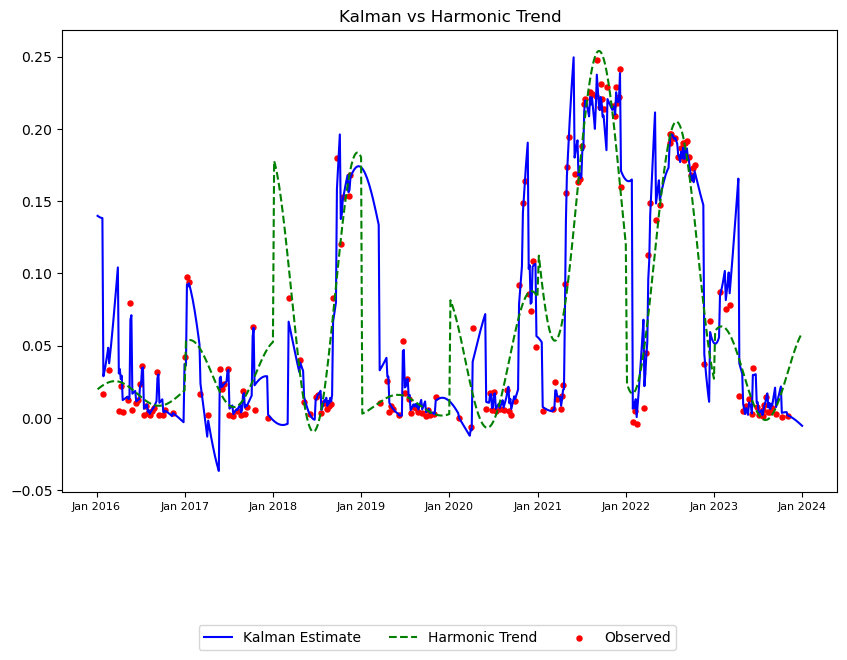 Kalman vs Harmonic Trend
0.25
0.20
0.15
0.10
0.05
0.00
−0.05
Jan 2016 Jan 2017 Jan 2018 Jan 2019 Jan 2020 Jan 2021 Jan 2022 Jan 2023 Jan 2024
Kalman Estimate Harmonic Trend Observed